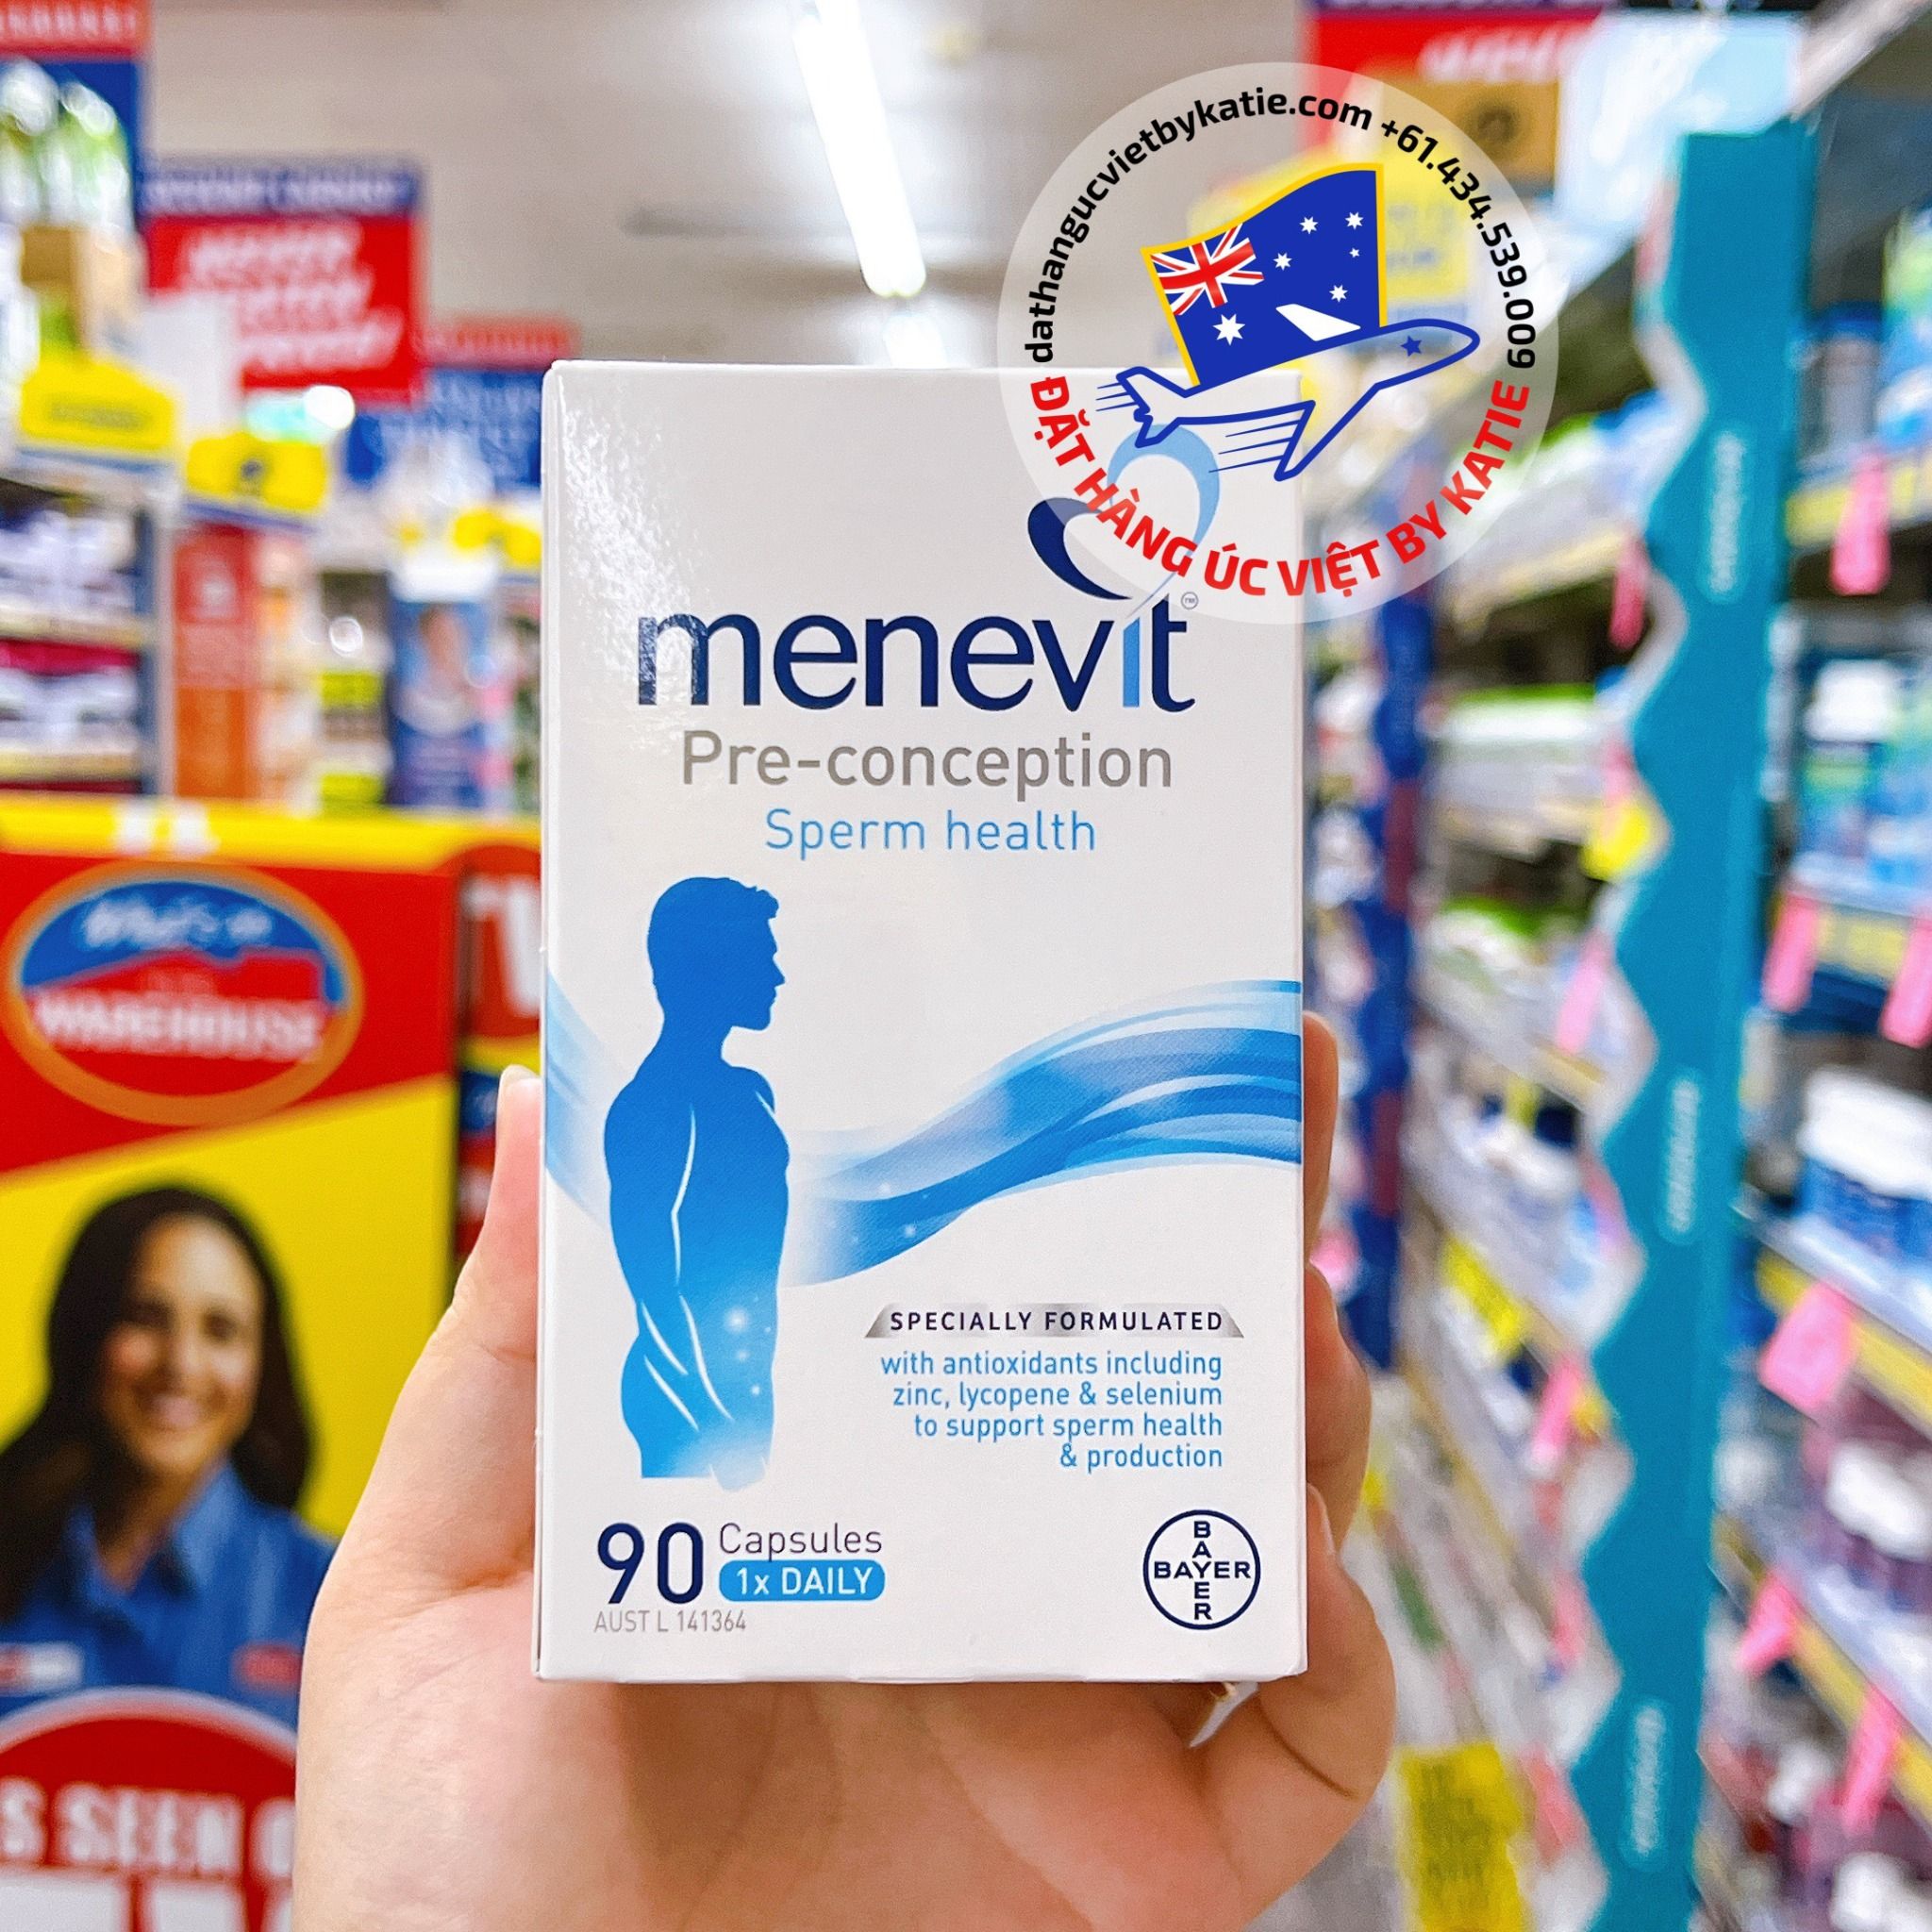 dathangucvietbykatie.com +61.434.539.009
ĐẶT HÀNG ÚC VIỆT BY KATIE
menevit
TM
Pre-conception
Sperm health
SPECIALLY FORMULATED
with antioxidants including
zinc, lycopene & selenium
to support sperm health
& production
90 Capsules
1x DAILY
AUST L 141364
BAYER
BAYER
WAREHOUSE
S SEEN